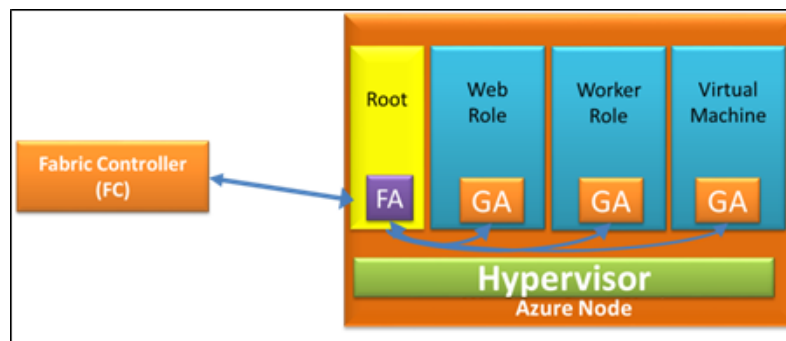 Fabric Controller
(FC)
Root
FA
Web
Role
GA
Worker
Role
GA
Virtual
Machine
GA
Hypervisor
Azure Node